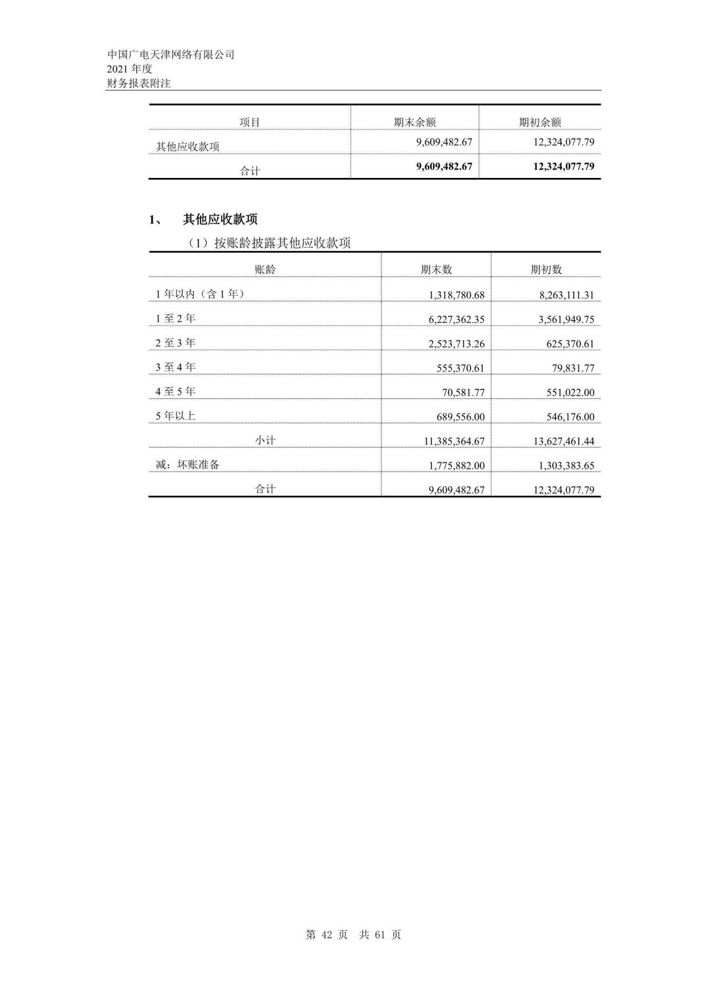 中国广电天津网络有限公司
2021 年度
财务报表附注
项目 期末余额 期初余额
其他应收款项 9,609,482.67 12,324,077.79
合计 9,609,482.67 12,324,077.79
1、 其他应收款项
（1）按账龄披露其他应收款项
账龄 期末数 期初数
1 年以内（含 1 年） 1,318,780.68 8,263,111.31
1 至 2 年 6,227,362.35 3,561,949.75
2 至 3 年 2,523,713.26 625,370.61
3 至 4 年 555,370.61 79,831.77
4 至 5 年 70,581.77 551,022.00
5 年以上 689,556.00 546,176.00
小计 11,385,364.67 13,627,461.44
减：坏账准备 1,775,882.00 1,303,383.65
合计 9,609,482.67 12,324,077.79
第 42 页 共 61 页